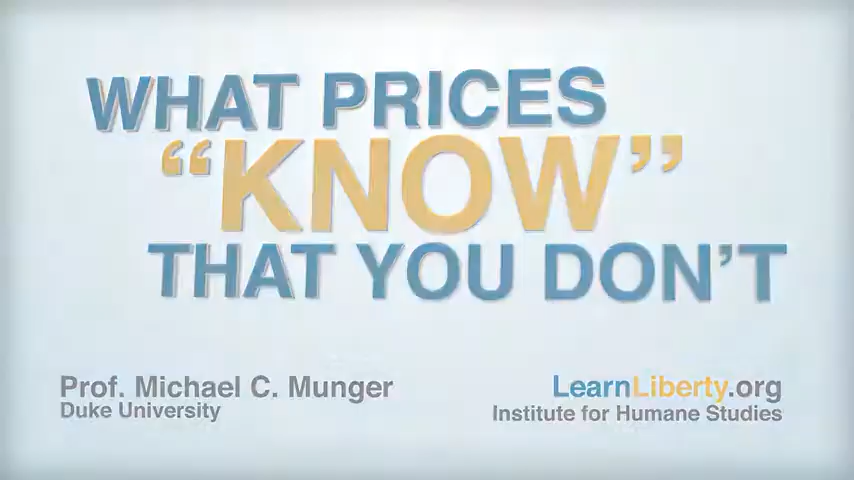 WHAT PRICES
“KNOW”
THAT YOU DON’T
Prof. Michael C. Munger
Duke University
LearnLiberty.org
Institute for Humane Studies